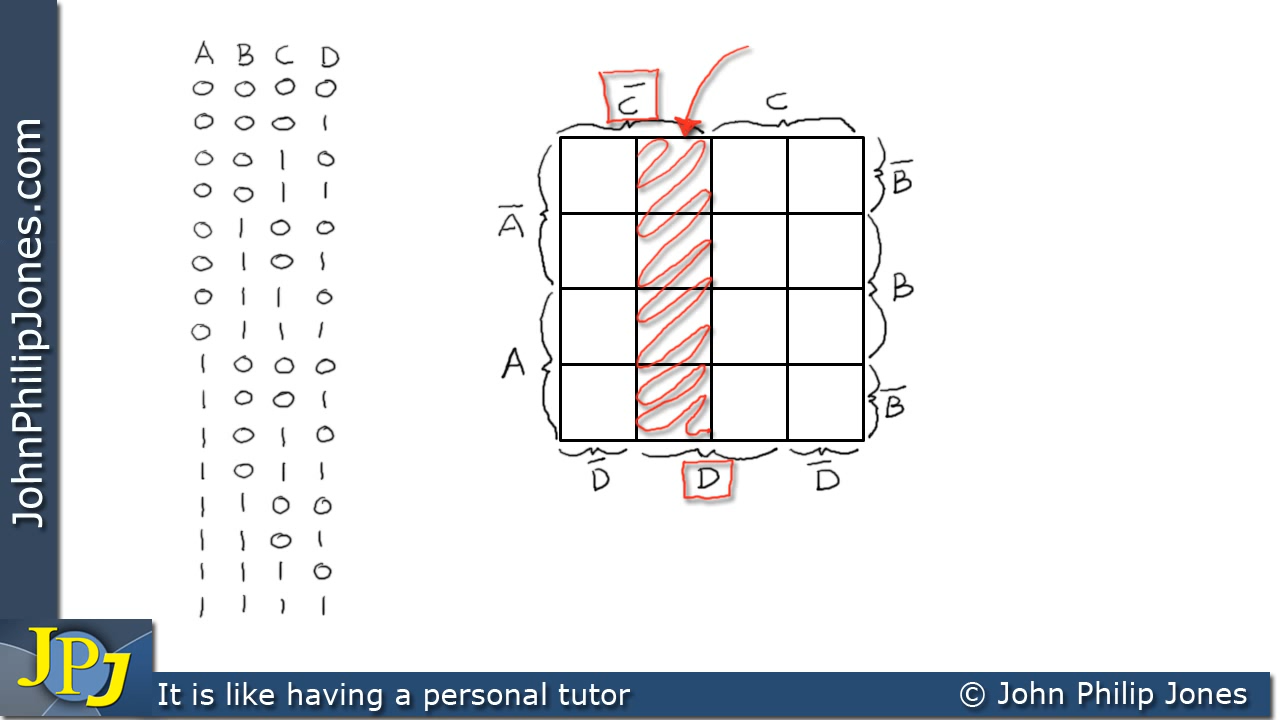 A B C D
0 0 0 0
0 0 0 1
0 0 1 0
0 0 1 1
0 1 0 0
0 1 0 1
0 1 1 0
0 1 1 1
1 0 0 0
1 0 0 1
1 0 1 0
1 0 1 1
1 1 0 0
1 1 0 1
1 1 1 0
1 1 1 1
C̅ C
B̅
A̅
B
A
B̅
D̅ D D̅
JohnPhilipJones.com
JPJ
It is like having a personal tutor
© John Philip Jones